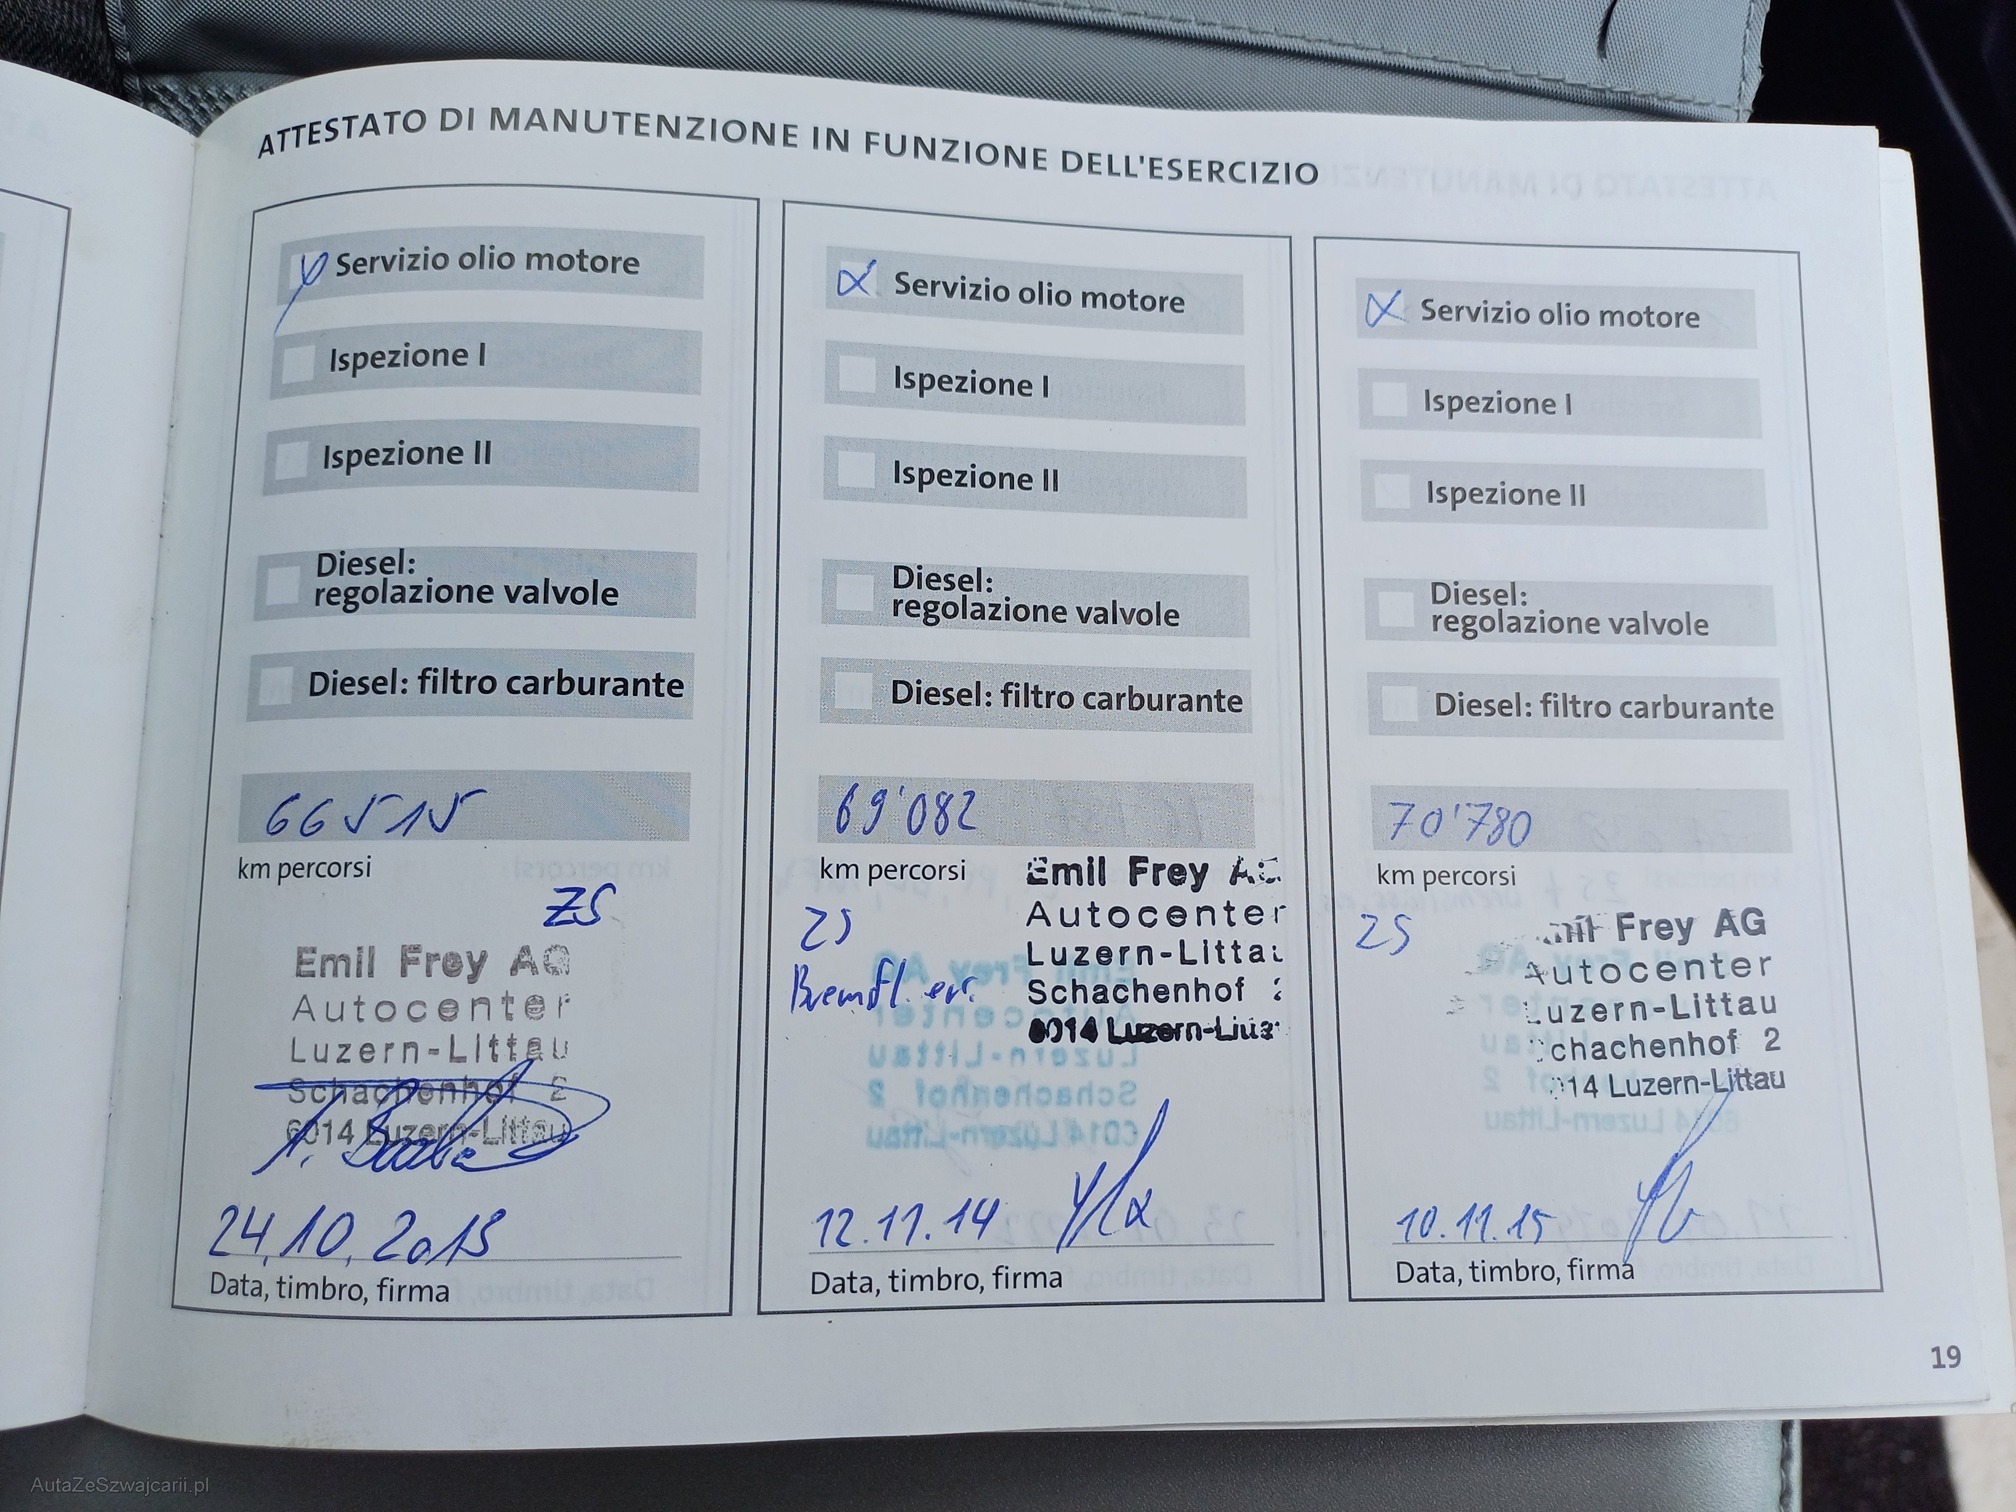 ATTESTATO DI MANUTENZIONE IN FUNZIONE DELL'ESERCIZIO
Servizio olio motore
Ispezione I
Ispezione II
Diesel:
regolazione valvole
Diesel: filtro carburante
66515
km percorsi
ZS
Emil Frey AG
Autocenter
Luzern-Littau
Schachenhof 2
6014 Luzern-Littau
24.10.2013
Data, timbro, firma
Servizio olio motore
Ispezione I
Ispezione II
Diesel:
regolazione valvole
Diesel: filtro carburante
69'082
km percorsi
ZS
Bremsfl. ers.
Emil Frey AG
Autocenter
Luzern-Littau
Schachenhof 2
6014 Luzern-Littau
12.11.14
Data, timbro, firma
Servizio olio motore
Ispezione I
Ispezione II
Diesel:
regolazione valvole
Diesel: filtro carburante
70'780
km percorsi
ZS
Emil Frey AG
Autocenter
Luzern-Littau
Schachenhof 2
6014 Luzern-Littau
10.11.15
Data, timbro, firma
19
AutaZeSzwajcarii.pl